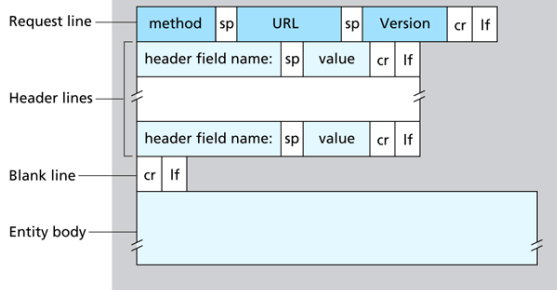 Request line method sp URL sp Version cr lf
header field name: sp value cr lf
Header lines
header field name: sp value cr lf
Blank line cr lf
Entity body